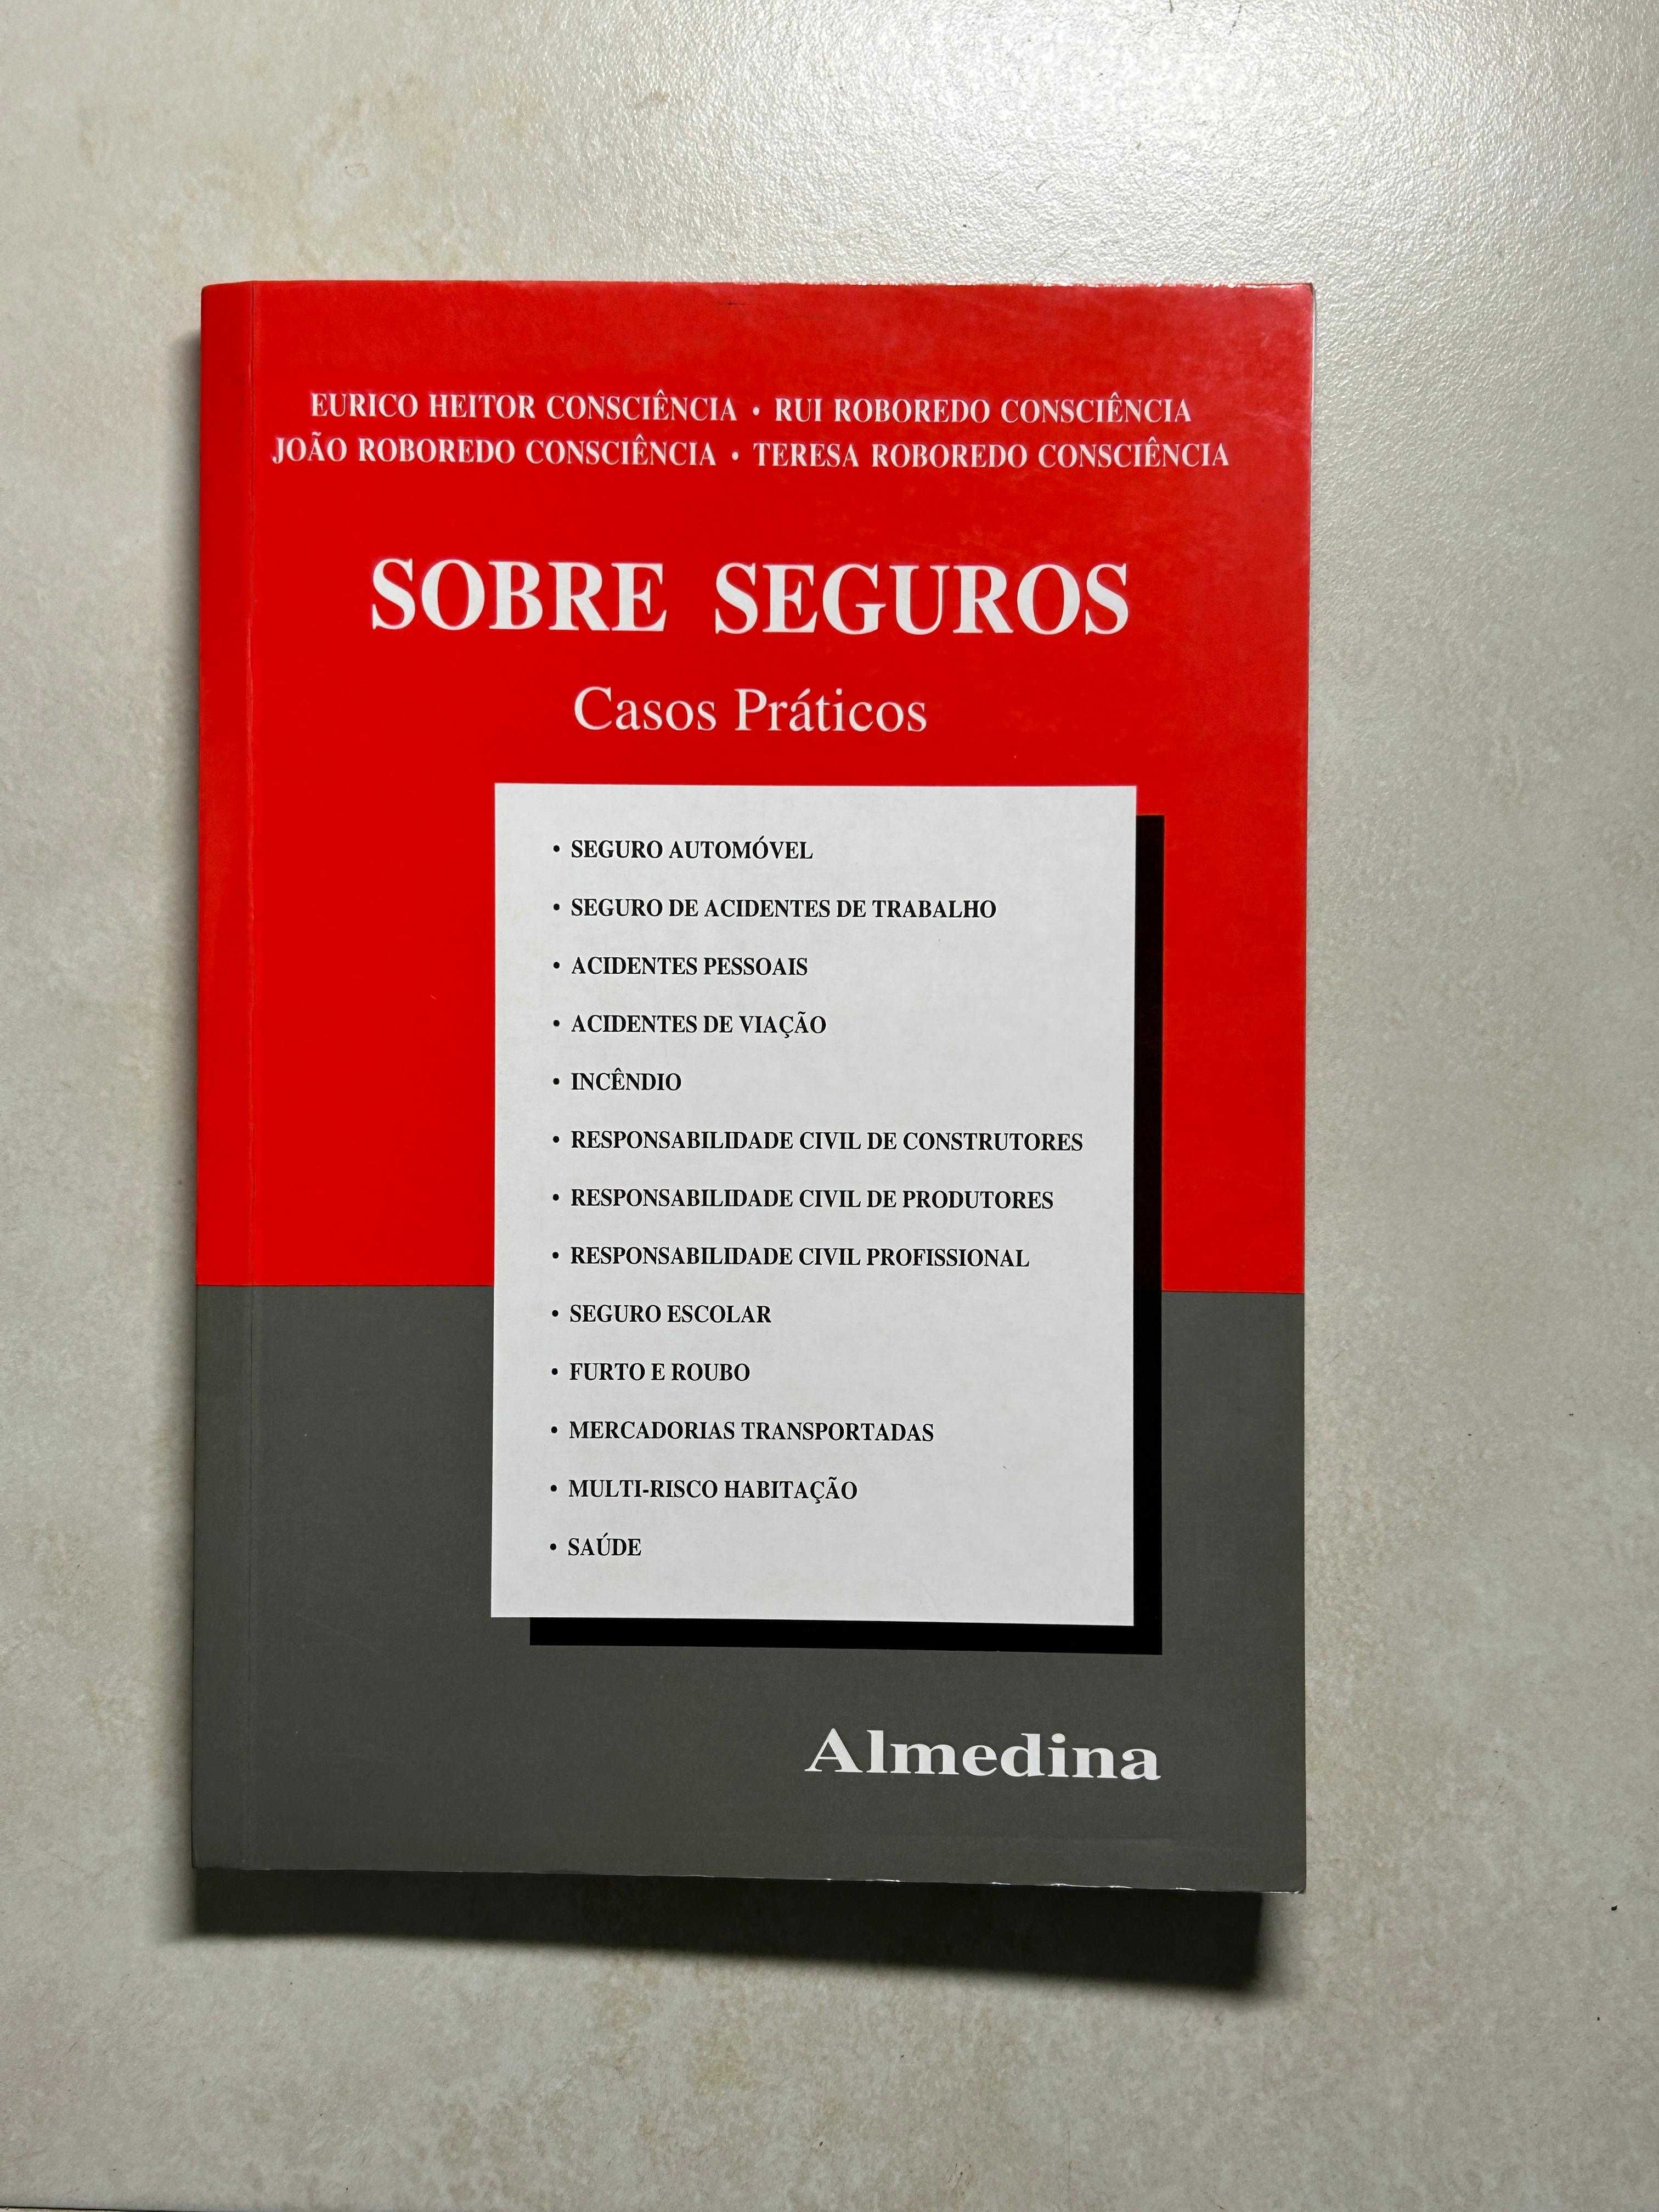 EURICO HEITOR CONSCIÊNCIA • RUI ROBOREDO CONSCIÊNCIA
JOÃO ROBOREDO CONSCIÊNCIA • TERESA ROBOREDO CONSCIÊNCIA
SOBRE SEGUROS
Casos Práticos
• SEGURO AUTOMÓVEL
• SEGURO DE ACIDENTES DE TRABALHO
• ACIDENTES PESSOAIS
• ACIDENTES DE VIAÇÃO
• INCÊNDIO
• RESPONSABILIDADE CIVIL DE CONSTRUTORES
• RESPONSABILIDADE CIVIL DE PRODUTORES
• RESPONSABILIDADE CIVIL PROFISSIONAL
• SEGURO ESCOLAR
• FURTO E ROUBO
• MERCADORIAS TRANSPORTADAS
• MULTI-RISCO HABITAÇÃO
• SAÚDE
Almedina